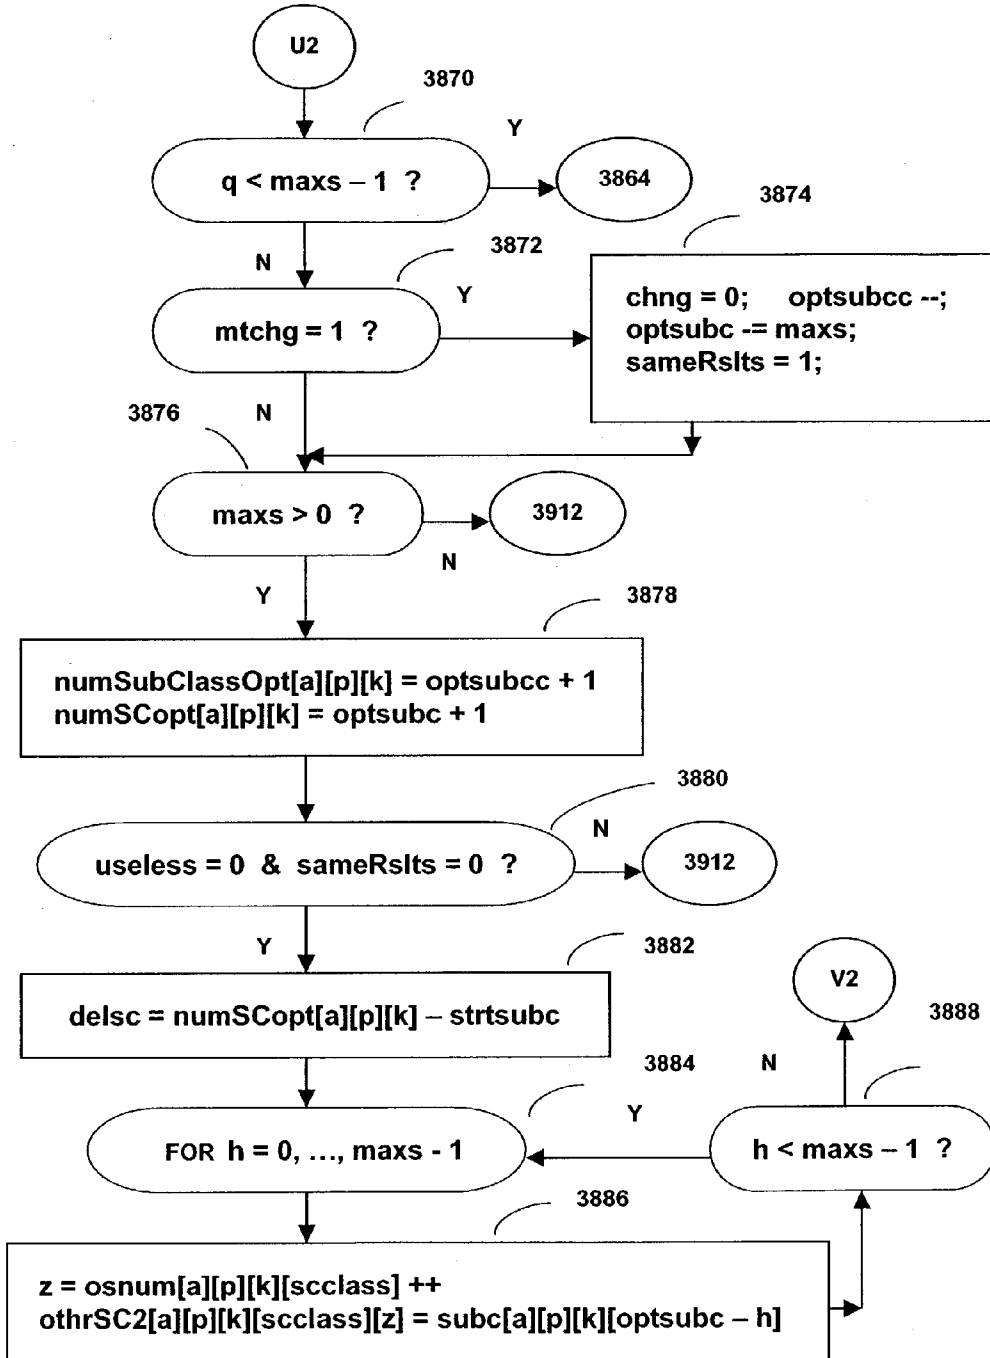 U2
3870
q < maxs – 1 ?
Y
3864
N
3872
mtchg = 1 ?
Y
3874
chng = 0; optsubcc --;
optsubc -= maxs;
sameRslts = 1;
N
3876
maxs > 0 ?
N
3912
Y
3878
numSubClassOpt[a][p][k] = optsubcc + 1
numSCopt[a][p][k] = optsubc + 1
3880
useless = 0 & sameRslts = 0 ?
N
3912
Y
3882
delsc = numSCopt[a][p][k] – strtsubc
V2
3884
FOR h = 0, …, maxs - 1
Y
N
3888
h < maxs – 1 ?
3886
z = osnum[a][p][k][scclass] ++
othrSC2[a][p][k][scclass][z] = subc[a][p][k][optsubc – h]